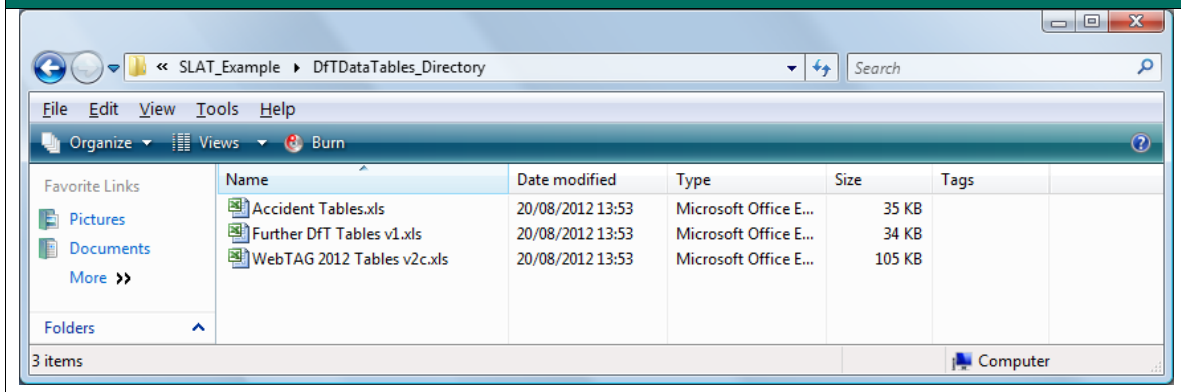 « SLAT_Example ▸ DfTDataTables_Directory Search
File Edit View Tools Help
Organize Views Burn
Favorite Links
Pictures
Documents
More »
Folders
Name Date modified Type Size Tags
Accident Tables.xls 20/08/2012 13:53 Microsoft Office E... 35 KB
Further DfT Tables v1.xls 20/08/2012 13:53 Microsoft Office E... 34 KB
WebTAG 2012 Tables v2c.xls 20/08/2012 13:53 Microsoft Office E... 105 KB
3 items Computer